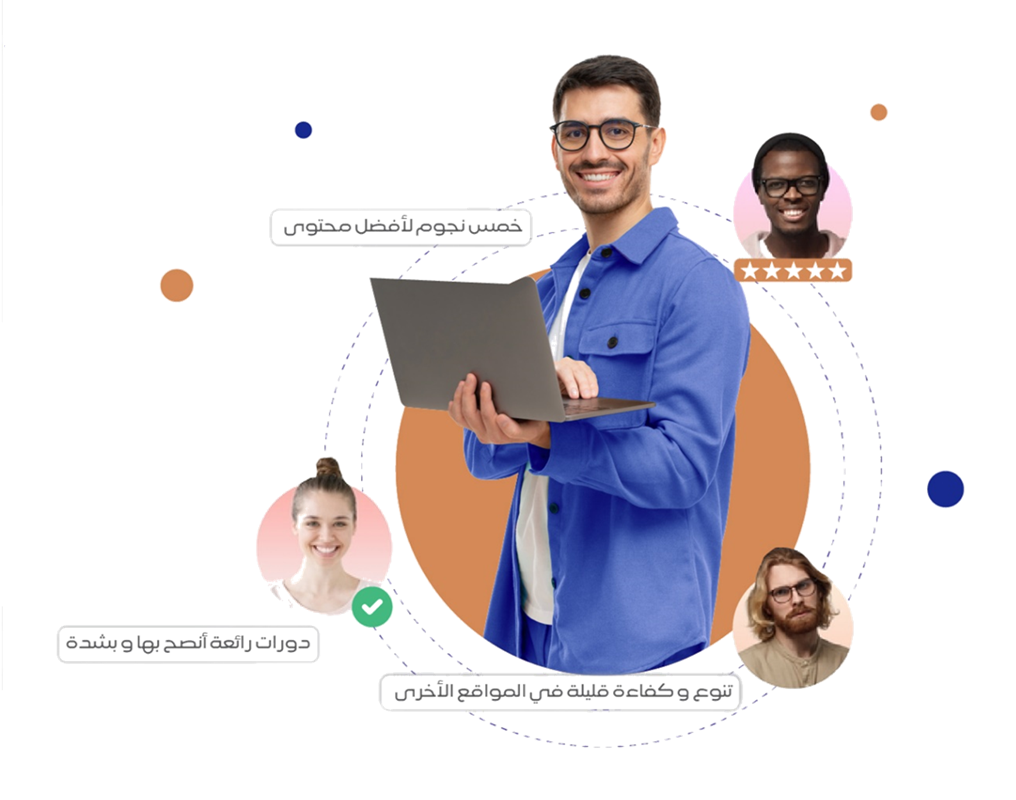 خمس نجوم لأفضل محتوى
دورات رائعة أنصح بها و بشدة
تنوع و كفاءة قليلة في المواقع الأخرى